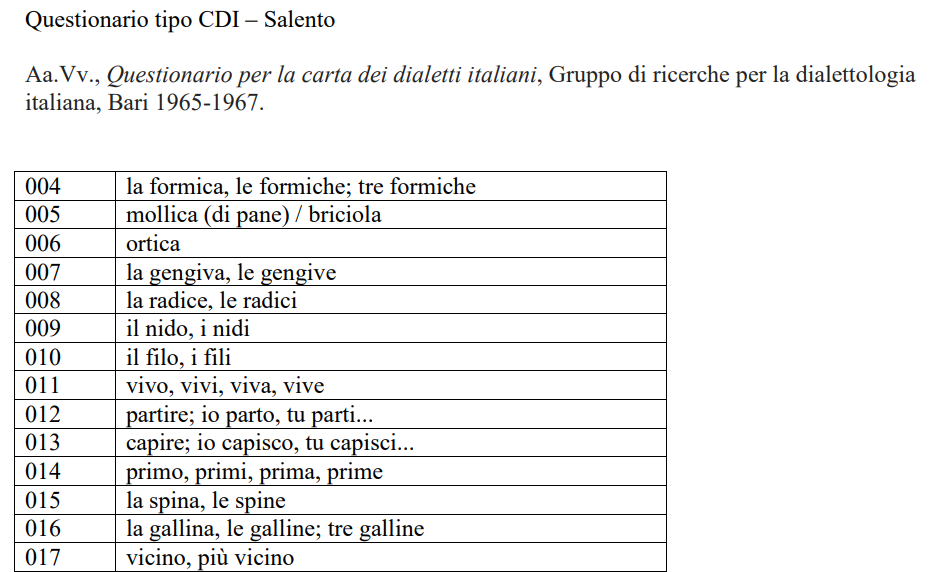 Questionario tipo CDI – Salento
Aa.Vv., Questionario per la carta dei dialetti italiani, Gruppo di ricerche per la dialettologia
italiana, Bari 1965-1967.
004 la formica, le formiche; tre formiche
005 mollica (di pane) / briciola
006 ortica
007 la gengiva, le gengive
008 la radice, le radici
009 il nido, i nidi
010 il filo, i fili
011 vivo, vivi, viva, vive
012 partire; io parto, tu parti...
013 capire; io capisco, tu capisci...
014 primo, primi, prima, prime
015 la spina, le spine
016 la gallina, le galline; tre galline
017 vicino, più vicino